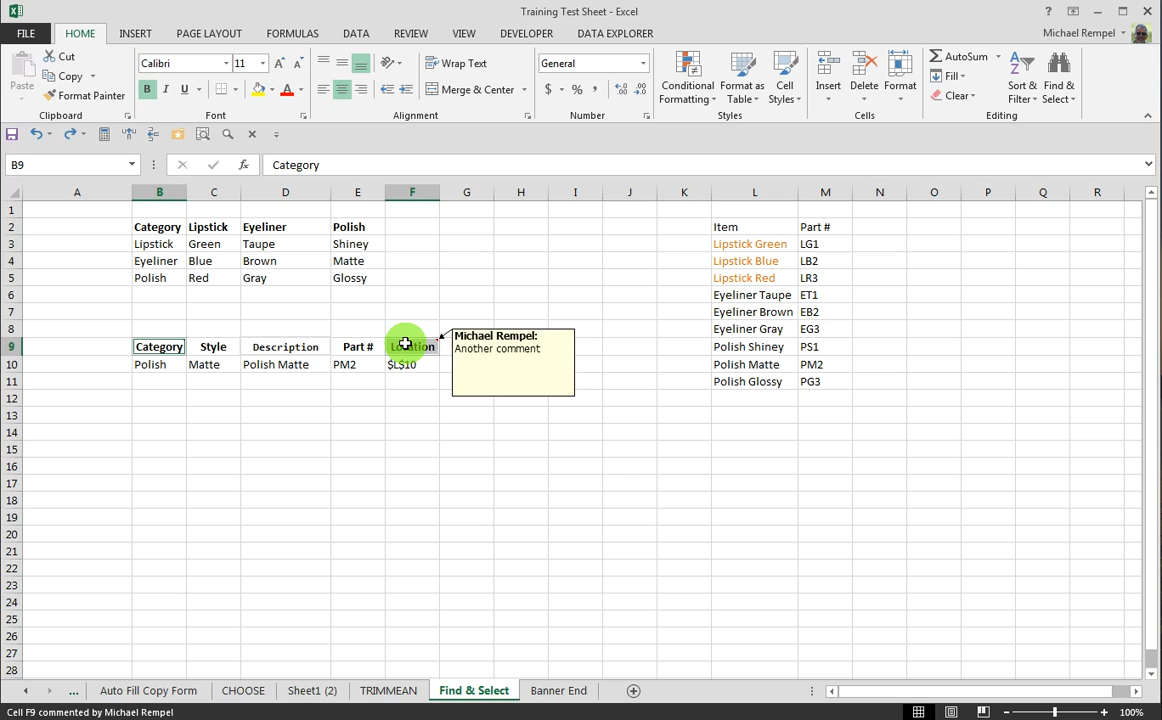 Training Test Sheet - Excel
FILE HOME INSERT PAGE LAYOUT FORMULAS DATA REVIEW VIEW DEVELOPER DATA EXPLORER Michael Rempel
Paste Cut Copy Format Painter
Calibri 11
B I U A
Wrap Text
Merge & Center
General
$ % ,
Conditional Formatting
Format as Table
Cell Styles
Insert Delete Format
AutoSum Fill Clear
Sort & Filter
Find & Select
Clipboard Font Alignment Number Styles Cells Editing
B9 fx Category
A B C D E F G H I J K L M N O P Q R
1
2 Category Lipstick Eyeliner Polish Item Part #
3 Lipstick Green Taupe Shiney Lipstick Green LG1
4 Eyeliner Blue Brown Matte Lipstick Blue LB2
5 Polish Red Gray Glossy Lipstick Red LR3
6 Eyeliner Taupe ET1
7 Eyeliner Brown EB2
8 Michael Rempel: Eyeliner Gray EG3
9 Category Style Description Part # Location Another comment Polish Shiney PS1
10 Polish Matte Polish Matte PM2 $L$10 Polish Matte PM2
11 Polish Glossy PG3
12
13
14
15
16
17
18
19
20
21
22
23
24
25
26
27
28
... Auto Fill Copy Form CHOOSE Sheet1 (2) TRIMMEAN Find & Select Banner End
Cell F9 commented by Michael Rempel 100%